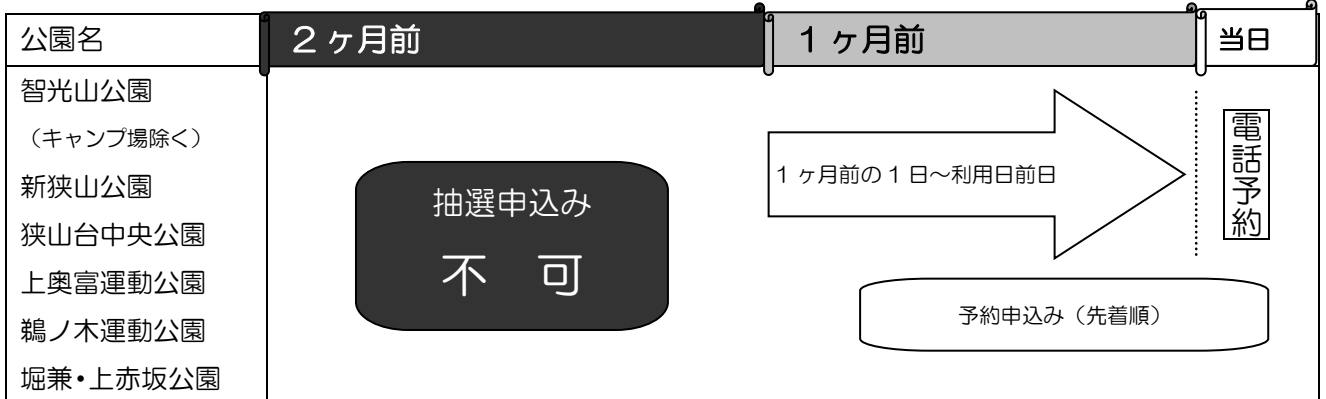 公園名
2ヶ月前
1ヶ月前
当日
智光山公園
（キャンプ場除く）
新狭山公園
狭山台中央公園
上奥富運動公園
鵜ノ木運動公園
堀兼・上赤坂公園
抽選申込み
不 可
1ヶ月前の1日～利用日前日
予約申込み（先着順）
電話予約